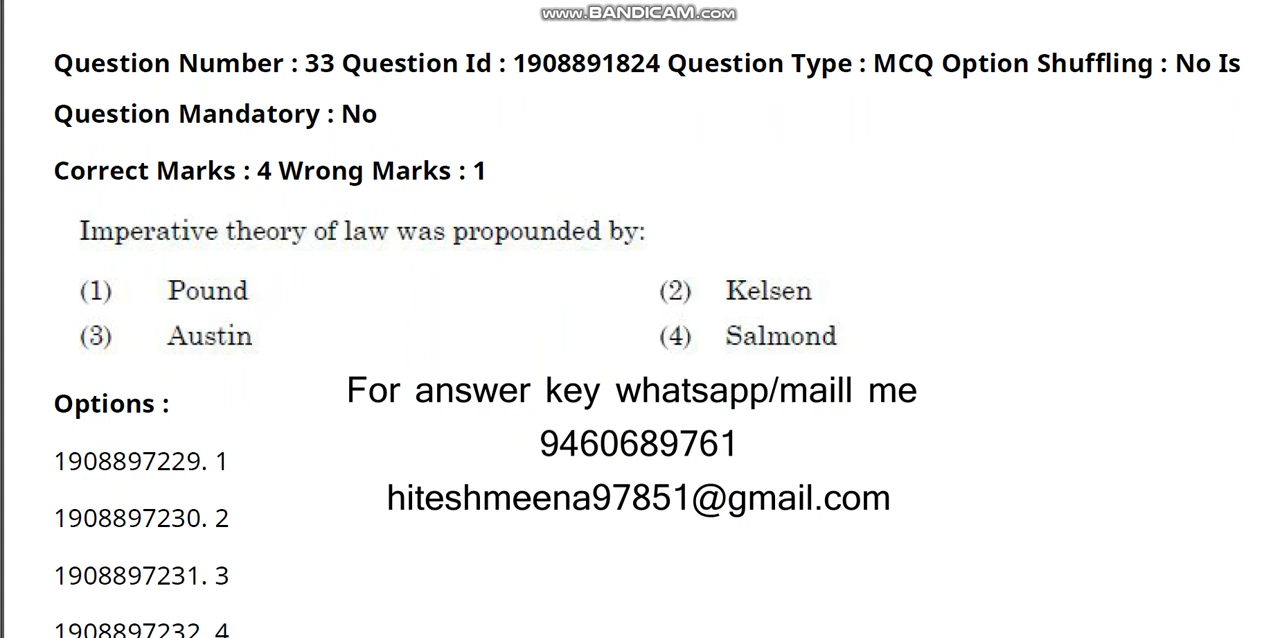 www.BANDICAM.com
Question Number : 33 Question Id : 1908891824 Question Type : MCQ Option Shuffling : No Is
Question Mandatory : No
Correct Marks : 4 Wrong Marks : 1
Imperative theory of law was propounded by:
(1) Pound (2) Kelsen
(3) Austin (4) Salmond
For answer key whatsapp/maill me
Options :
9460689761
1908897229. 1
hiteshmeena97851@gmail.com
1908897230. 2
1908897231. 3
1908897232. 4